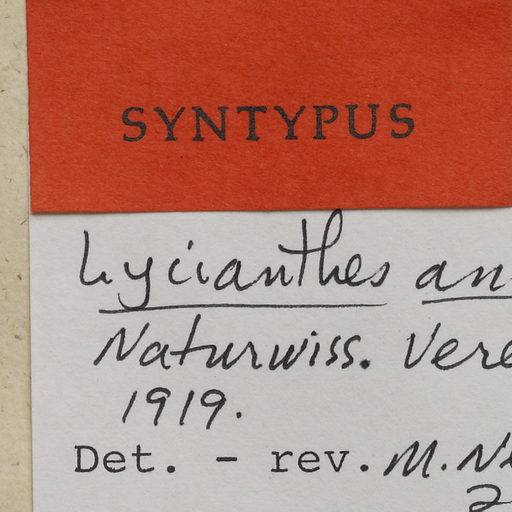 SYNTYPUS
Lycianthes
Naturwiss.
1919.
Det. - rev. M.